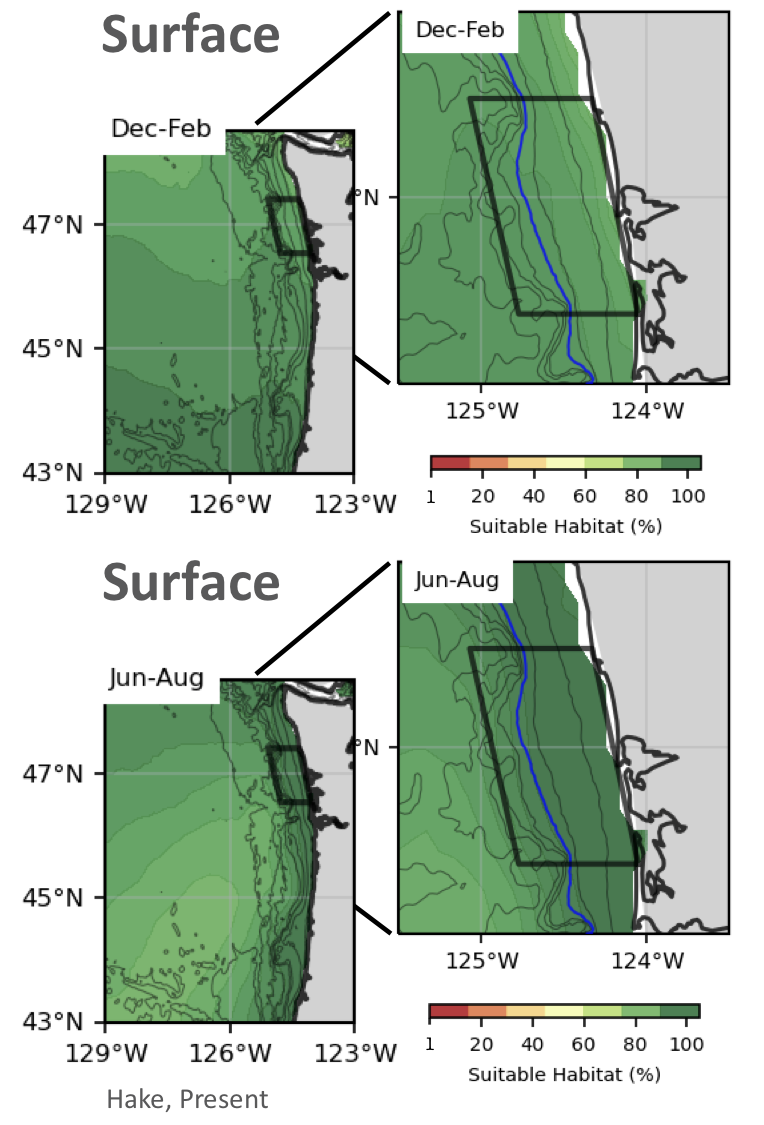 Surface
Dec-Feb
Dec-Feb
47°N
45°N
43°N
129°W 126°W 123°W
°N
125°W 124°W
1 20 40 60 80 100
Suitable Habitat (%)
Surface
Jun-Aug
Jun-Aug
47°N
45°N
43°N
129°W 126°W 123°W
°N
125°W 124°W
1 20 40 60 80 100
Suitable Habitat (%)
Hake, Present